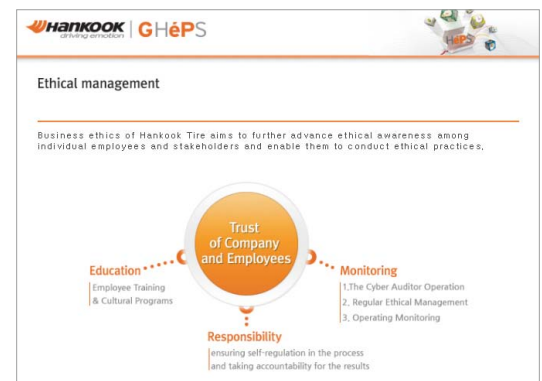 HANKOOK | GHéPS
driving emotion
HéPS
Ethical management
Business ethics of Hankook Tire aims to further advance ethical awareness among
individual employees and stakeholders and enable them to conduct ethical practices,
Trust
of Company
and Employees
Education
Employee Training
& Cultural Programs
Monitoring
1,The Cyber Auditor Operation
2, Regular Ethical Management
3, Operating Monitoring
Responsibility
ensuring self-regulation in the process
and taking accountability for the results